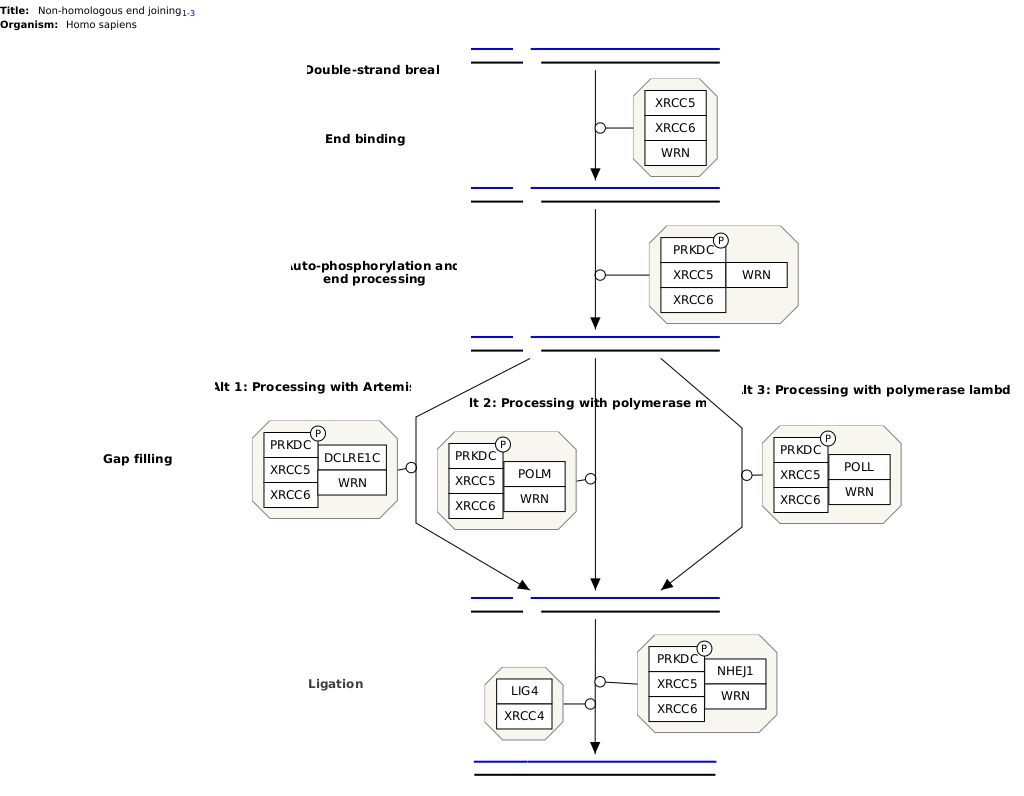 Title: Non-homologous end joining1-3
Organism: Homo sapiens
Double-strand breal
XRCC5
XRCC6
WRN
End binding
P
PRKDC
XRCC5
WRN
XRCC6
Auto-phosphorylation and
end processing
Alt 1: Processing with Artemis
lt 2: Processing with polymerase m
lt 3: Processing with polymerase lambd
Gap filling
P
PRKDC
DCLRE1C
XRCC5
WRN
XRCC6
P
PRKDC
POLM
XRCC5
WRN
XRCC6
P
PRKDC
POLL
XRCC5
WRN
XRCC6
Ligation
LIG4
XRCC4
P
PRKDC
NHEJ1
XRCC5
WRN
XRCC6